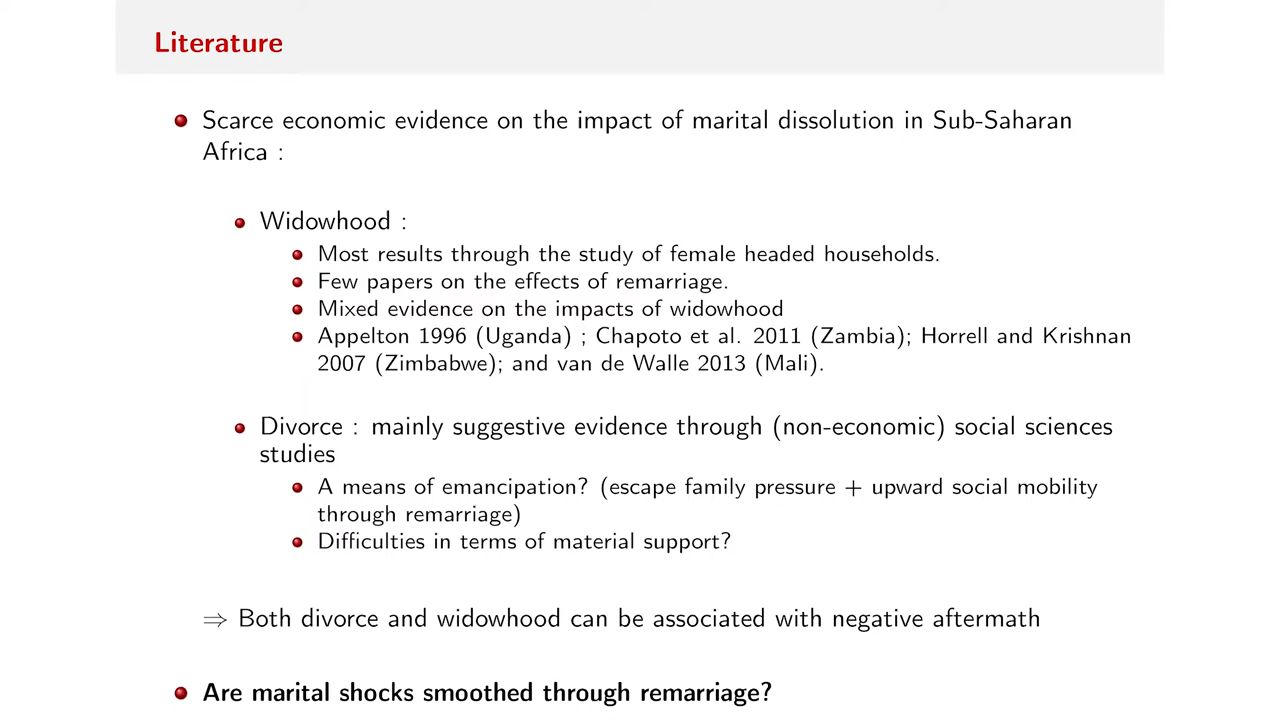 Literature
Scarce economic evidence on the impact of marital dissolution in Sub-Saharan
Africa :
Widowhood :
Most results through the study of female headed households.
Few papers on the effects of remarriage.
Mixed evidence on the impacts of widowhood
Appelton 1996 (Uganda) ; Chapoto et al. 2011 (Zambia); Horrell and Krishnan
2007 (Zimbabwe); and van de Walle 2013 (Mali).
Divorce : mainly suggestive evidence through (non-economic) social sciences
studies
A means of emancipation? (escape family pressure + upward social mobility
through remarriage)
Difficulties in terms of material support?
⇒ Both divorce and widowhood can be associated with negative aftermath
Are marital shocks smoothed through remarriage?